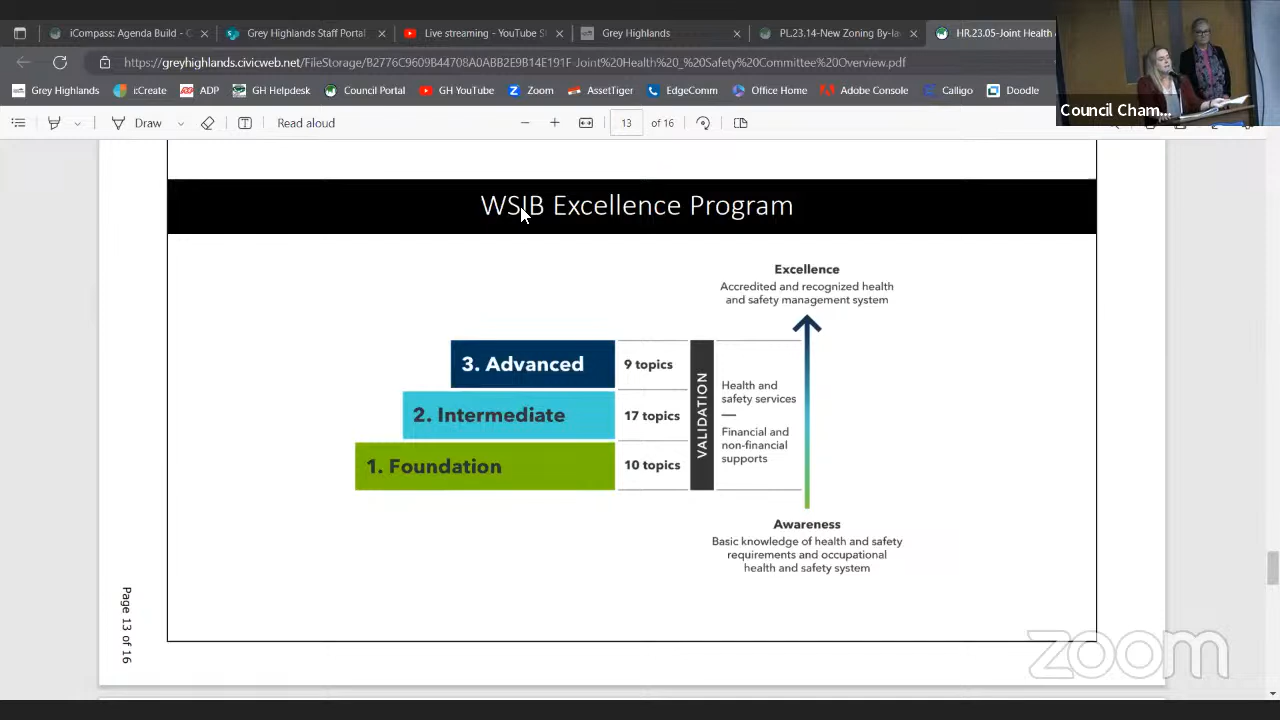 iCompass: Agenda Build - 
Grey Highlands Staff Portal
Live streaming - YouTube S
Grey Highlands
PL.23.14-New Zoning By-la
HR.23.05-Joint Health
https://greyhighlands.civicweb.net/FileStorage/B2776C9609B44708A0ABB2E9B14E191F-Joint%20Health%20_%20Safety%20Committee%20Overview.pdf
Grey Highlands
icreate
ADP
GH Helpdesk
Council Portal
GH YouTube
Zoom
AssetTiger
EdgeComm
Office Home
Adobe Console
Calligo
Doodle
Council Cham...
Draw
Read aloud
13
of 16
WSIB Excellence Program
Excellence
Accredited and recognized health
and safety management system
3. Advanced
9 topics
2. Intermediate
17 topics
1. Foundation
10 topics
VALIDATION
Health and
safety services
Financial and
non-financial
supports
Awareness
Basic knowledge of health and safety
requirements and occupational
health and safety system
Page 13 of 16
zoom